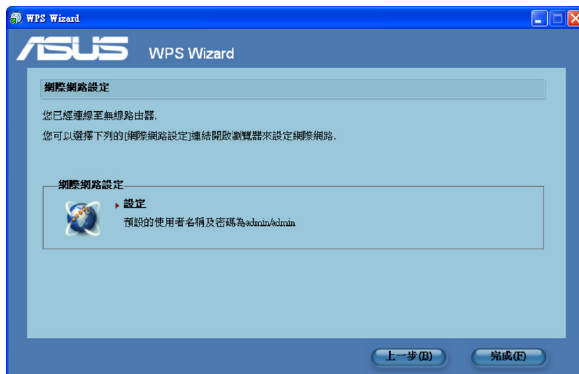 WPS Wizard
ASUS WPS Wizard
網際網路設定
您已經連線至無線路由器.
您可以選擇下列的[網際網路設定]連結開啟瀏覽器來設定網際網路.
網際網路設定
設定
預設的使用者名稱及密碼為admin/admin
上一步(B) 完成(F)